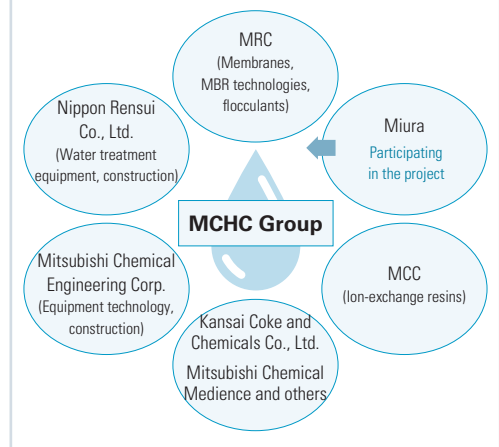 MRC
(Membranes,
MBR technologies,
flocculants)
Nippon Rensui
Co., Ltd.
(Water treatment
equipment, construction)
Miura
Participating
in the project
MCHC Group
Mitsubishi Chemical
Engineering Corp.
(Equipment technology,
construction)
MCC
(Ion-exchange resins)
Kansai Coke and
Chemicals Co., Ltd.
Mitsubishi Chemical
Medience and others